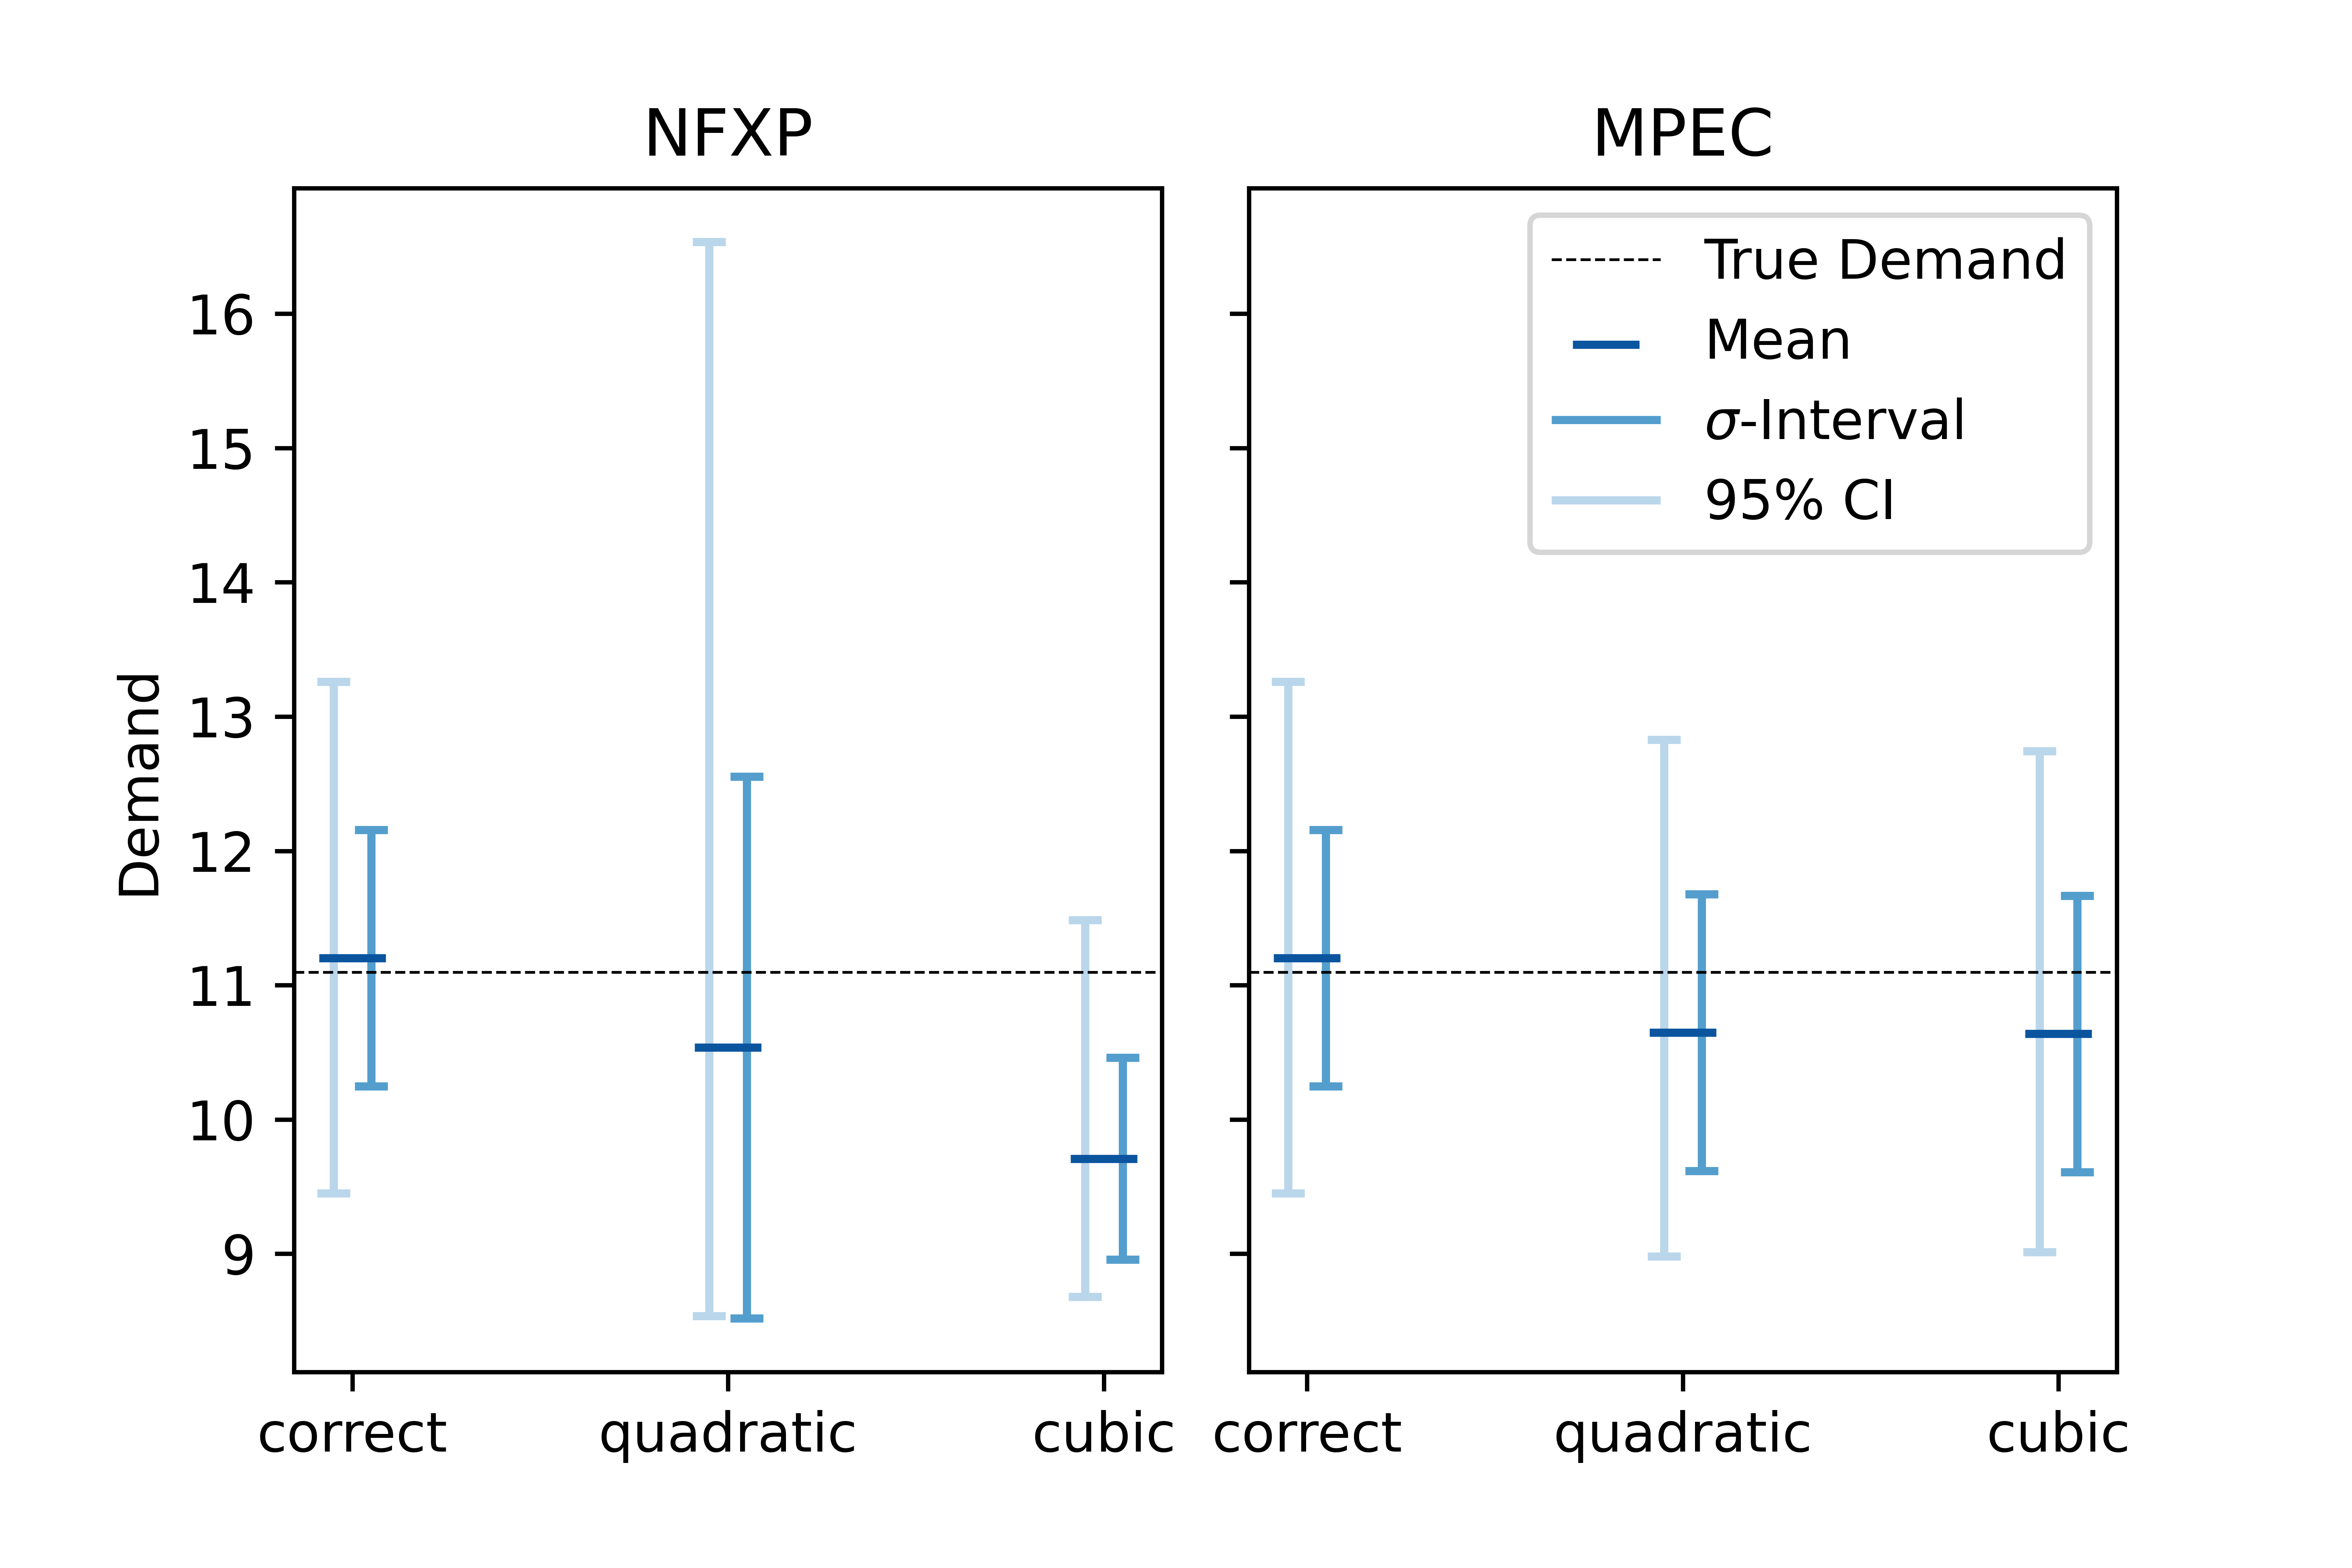 NFXP
MPEC
Demand
16
15
14
13
12
11
10
9
True Demand
Mean
σ-Interval
95% CI
correct
quadratic
cubic
correct
quadratic
cubic